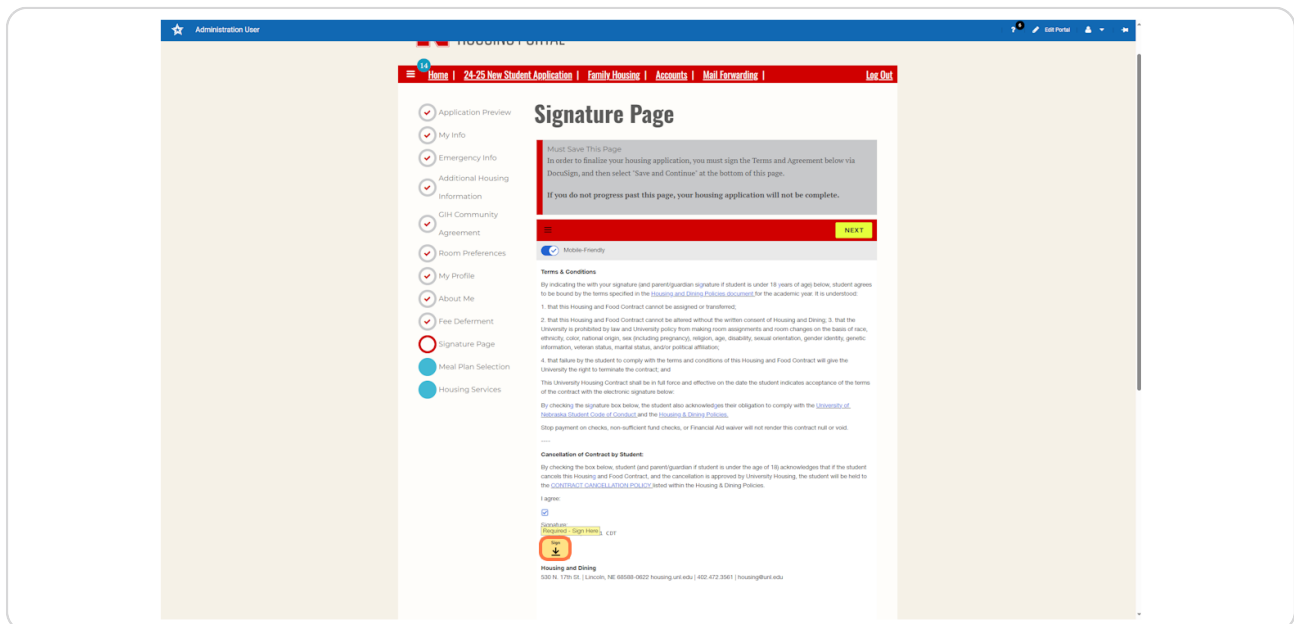 Administration User
? 6 Edit Portal
HOUSING PORTAL
14
Home | 24-25 New Student Application | Family Housing | Accounts | Mail Forwarding | Log Out
Application Preview
My Info
Emergency Info
Additional Housing
Information
GIH Community
Agreement
Room Preferences
My Profile
About Me
Fee Deferment
Signature Page
Meal Plan Selection
Housing Services
Signature Page
Must Save This Page
In order to finalize your housing application, you must sign the Terms and Agreement below via
DocuSign, and then select "Save and Continue" at the bottom of this page.
If you do not progress past this page, your housing application will not be complete.
NEXT
Mobile-Friendly
Terms & Conditions
By indicating the with your signature (and parent/guardian signature if student is under 18 years of age) below, student agrees
to be bound by the terms specified in the Housing and Dining Policies document for the academic year. It is understood:
1. that this Housing and Food Contract cannot be assigned or transferred;
2. that this Housing and Food Contract cannot be altered without the written consent of Housing and Dining; 3. that the
University is prohibited by law and University policy from making room assignments and room changes on the basis of race,
ethnicity, color, national origin, sex (including pregnancy), religion, age, disability, sexual orientation, gender identity, genetic
information, veteran status, marital status, and/or political affiliation;
4. that failure by the student to comply with the terms and conditions of this Housing and Food Contract will give the
University the right to terminate the contract; and
This University Housing Contract shall be in full force and effective on the date the student indicates acceptance of the terms
of the contract with the electronic signature below:
By checking the signature box below, the student also acknowledges their obligation to comply with the University of
Nebraska Student Code of Conduct and the Housing & Dining Policies.
Stop payment on checks, non-sufficient fund checks, or Financial Aid waiver will not render this contract null or void.
----
Cancellation of Contract by Student:
By checking the box below, student (and parent/guardian if student is under the age of 18) acknowledges that if the student
cancels this Housing and Food Contract, and the cancellation is approved by University Housing, the student will be held to
the CONTRACT CANCELLATION POLICY listed within the Housing & Dining Policies.
I agree:
Signature:
Required - Sign Here CDT
Sign
Housing and Dining
530 N. 17th St. | Lincoln, NE 68588-0622 housing.unl.edu | 402.472.3561 | housing@unl.edu